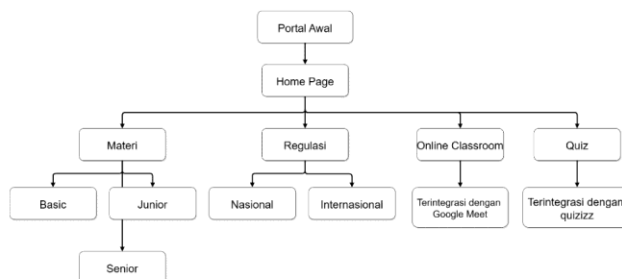 Portal Awal
Home Page
Materi
Regulasi
Online Classroom
Quiz
Basic
Junior
Nasional
Internasional
Terintegrasi dengan
Google Meet
Terintegrasi dengan
quizizz
Senior